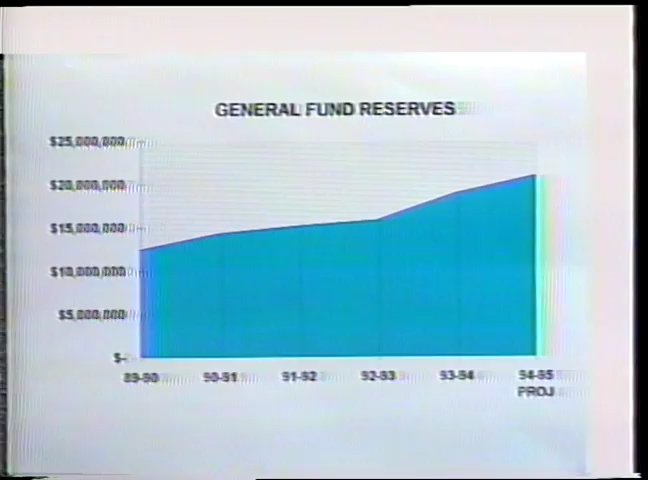 GENERAL FUND RESERVES
$25,000,000
$20,000,000
$15,000,000
$10,000,000
$5,000,000
$-
89-90 90-91 91-92 92-93 93-94 94-95
PROJ